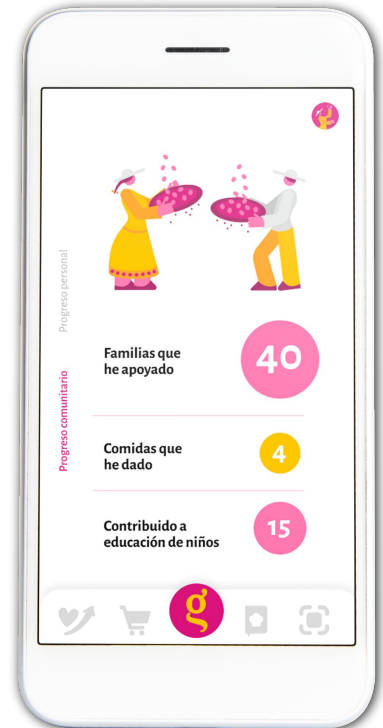 Progreso personal
Progreso comunitario
Familias que
he apoyado
40
Comidas que
he dado
4
Contribuido a
educación de niños
15
g